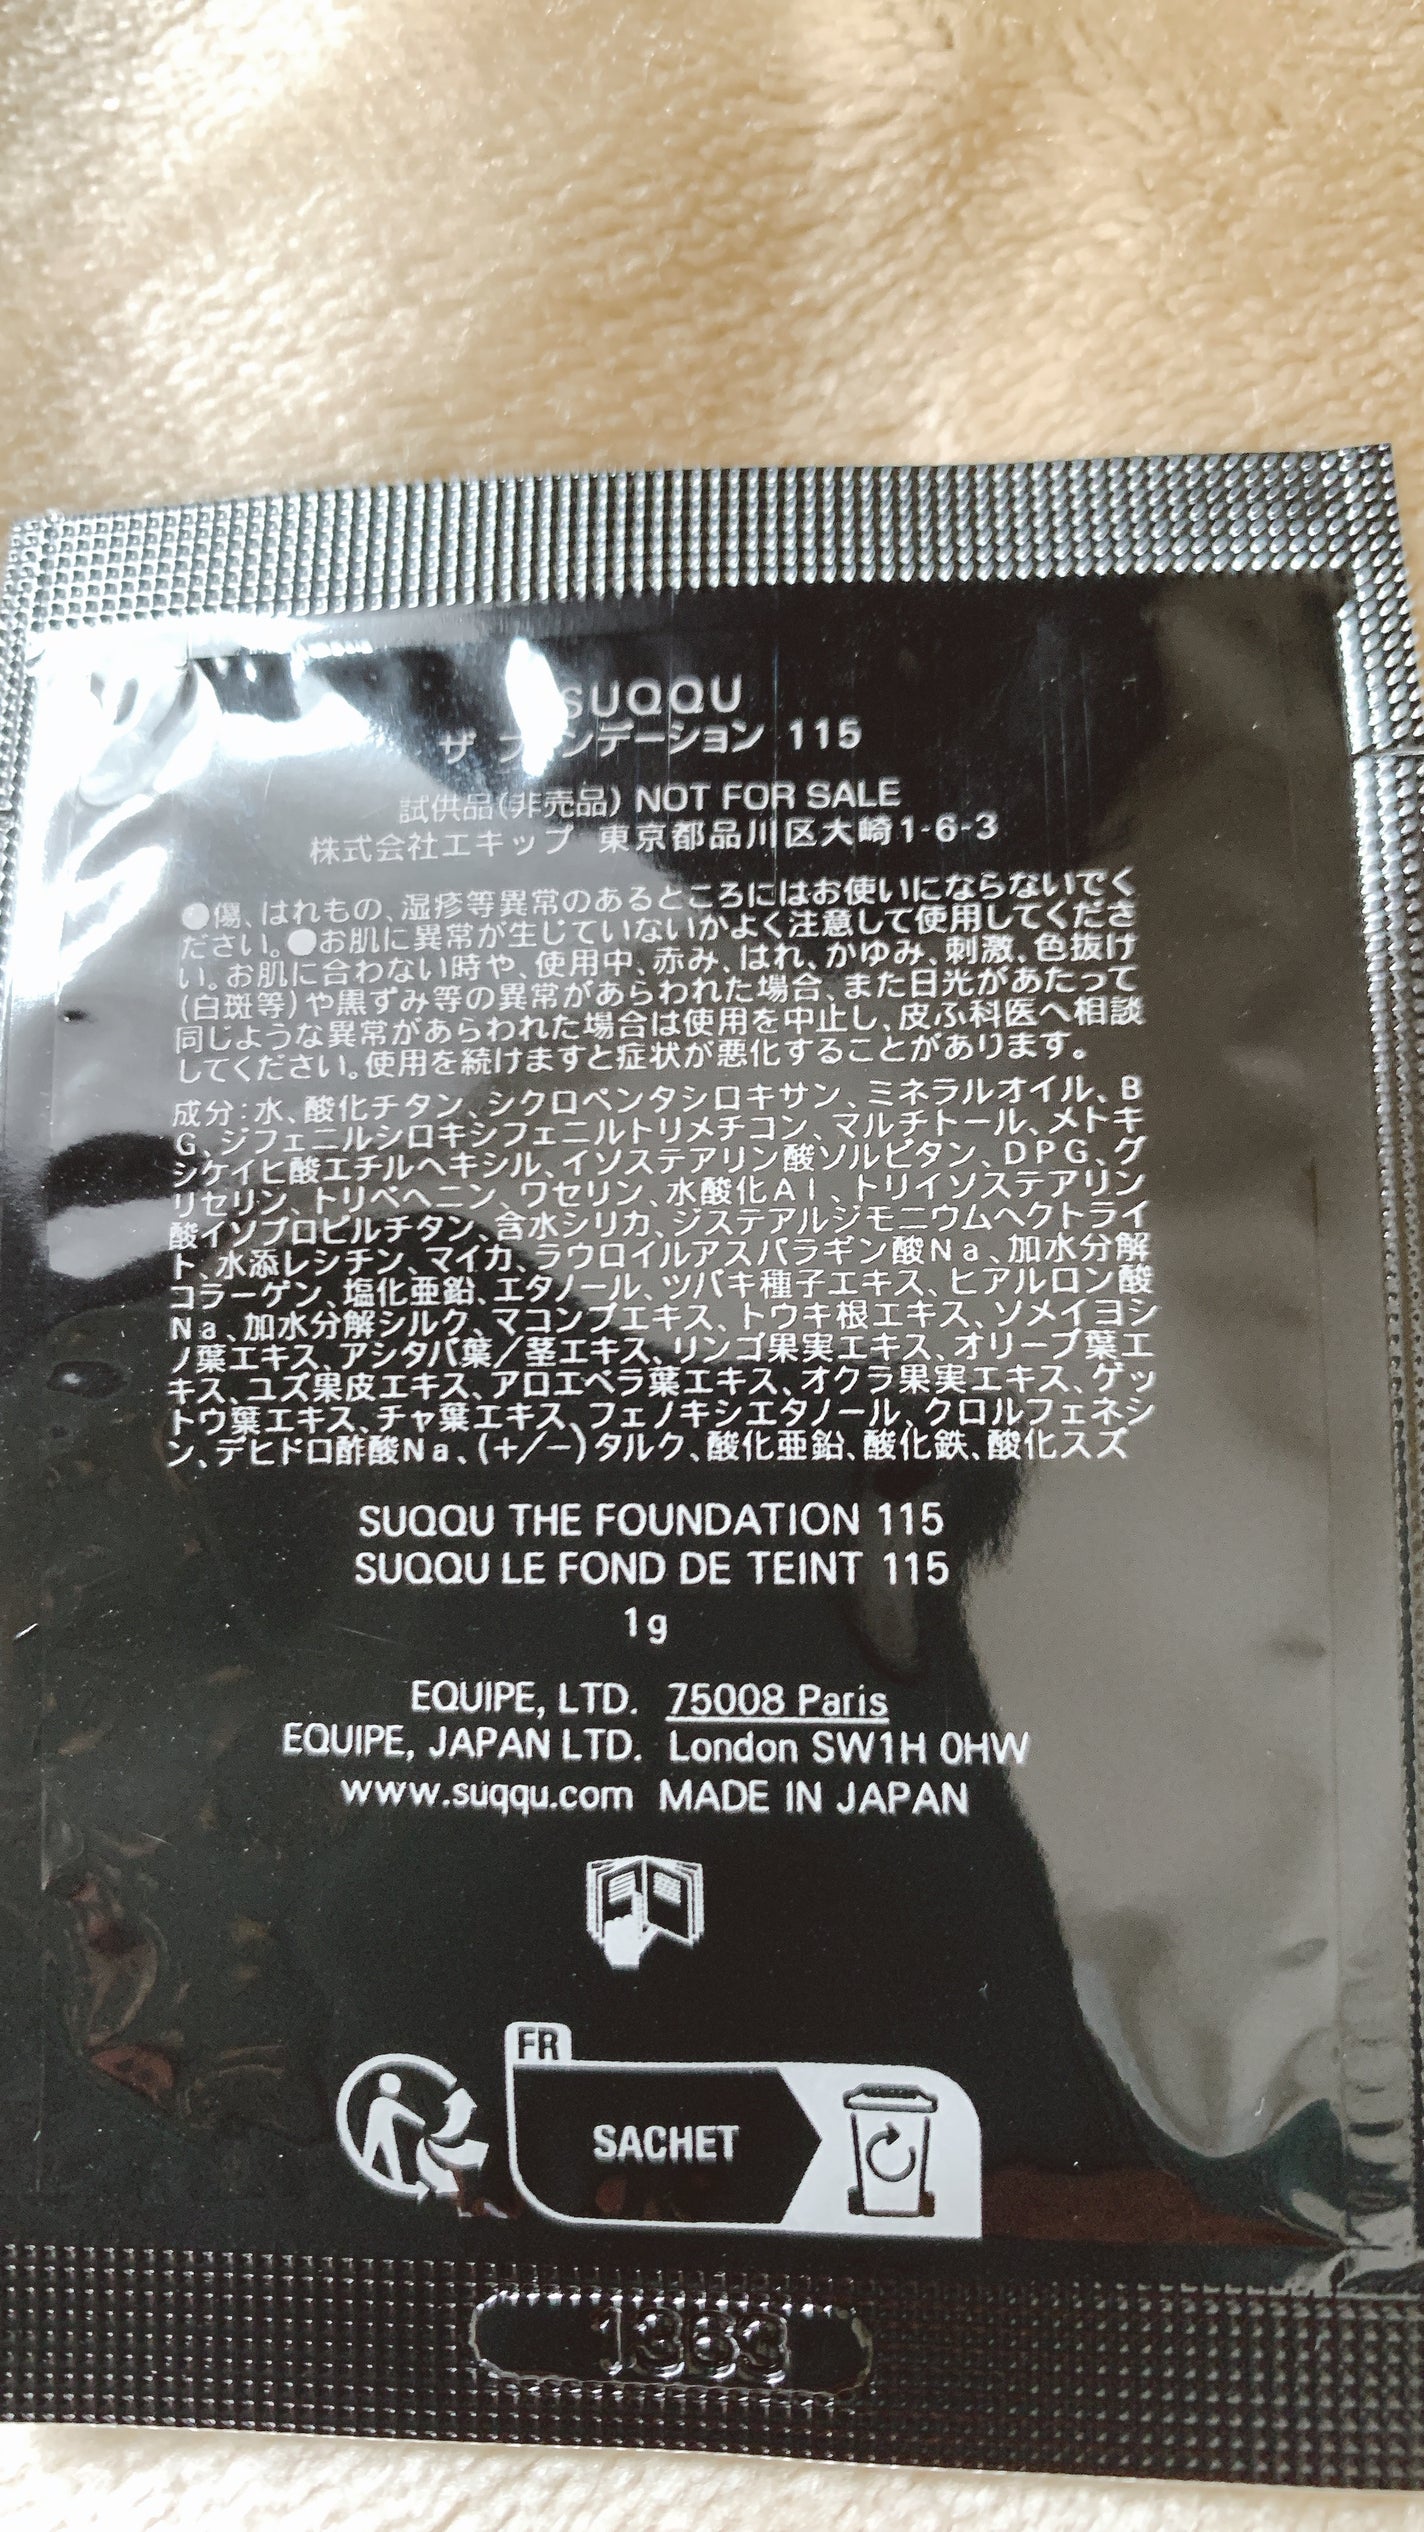 SUQQU
ザ ファンデーション 115
試供品(非売品) NOT FOR SALE
株式会社エキップ 東京都品川区大崎1-6-3
●傷、はれもの、湿疹等異常のあるところにはお使いにならないでく
ださい。●お肌に異常が生じていないかよく注意して使用してくださ
い。お肌に合わない時や、使用中、赤み、はれ、かゆみ、刺激、色抜け
(白斑等)や黒ずみ等の異常があらわれた場合、また日光があたって
同じような異常があらわれた場合は使用を中止し、皮ふ科医へ相談
してください。使用を続けますと症状が悪化することがあります。
成分:水、酸化チタン、シクロペンタシロキサン、ミネラルオイル、B
G、ジフェニルシロキシフェニルトリメチコン、マルチトール、メトキ
シケイヒ酸エチルヘキシル、イソステアリン酸ソルビタン、DPG、グ
リセリン、トリベヘニン、ワセリン、水酸化Al、トリイソステアリン
酸イソプロピルチタン、含水シリカ、ジステアルジモニウムヘクトライ
ト、水添レシチン、マイカ、ラウロイルアスパラギン酸Na、加水分解
コラーゲン、塩化亜鉛、エタノール、ツバキ種子エキス、ヒアルロン酸
Na、加水分解シルク、マコンブエキス、トウキ根エキス、ソメイヨシ
ノ葉エキス、アシタバ葉/茎エキス、リンゴ果実エキス、オリーブ葉エ
キス、ユズ果皮エキス、アロエベラ葉エキス、オクラ果実エキス、ゲッ
トウ葉エキス、チャ葉エキス、フェノキシエタノール、クロルフェネシ
ン、デヒドロ酢酸Na、(+/-)タルク、酸化亜鉛、酸化鉄、酸化スズ
SUQQU THE FOUNDATION 115
SUQQU LE FOND DE TEINT 115
1g
EQUIPE, LTD. 75008 Paris
EQUIPE, JAPAN LTD. London SW1H 0HW
www.suqqu.com MADE IN JAPAN
FR
SACHET
1363